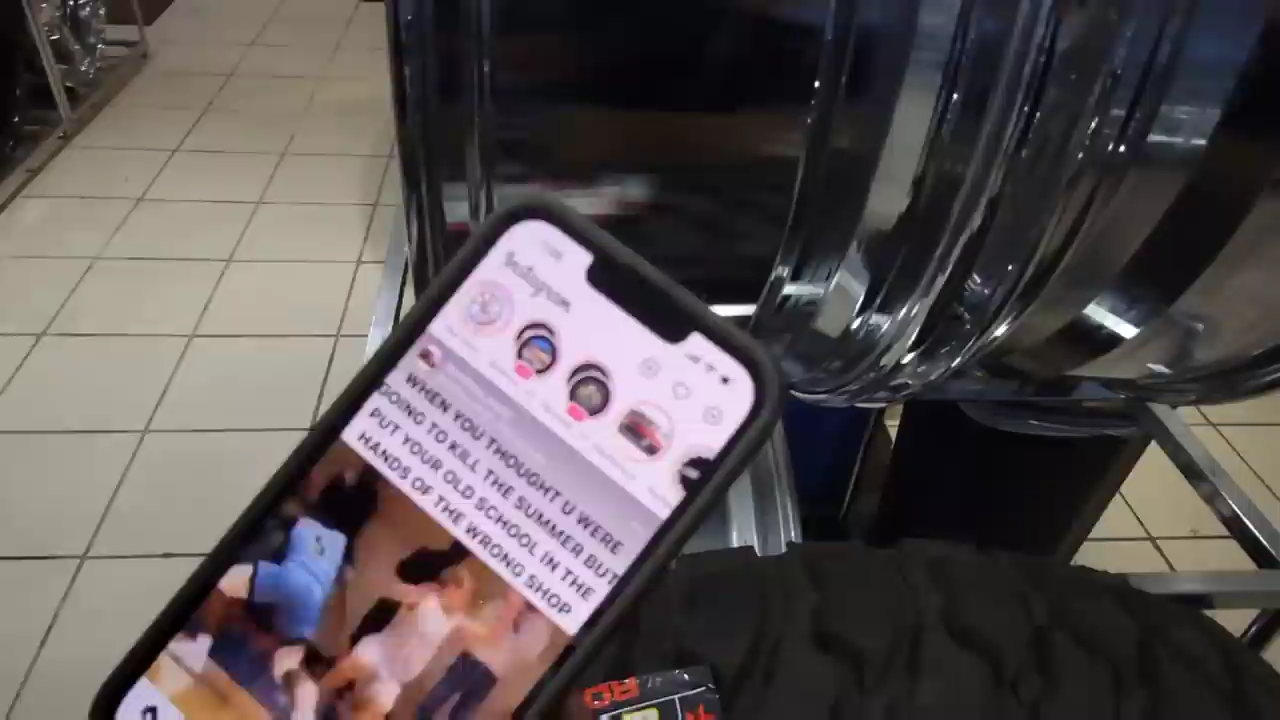 Instagram
WHEN YOU THOUGHT U WERE
GOING TO KILL THE SUMMER BUT
PUT YOUR OLD SCHOOL IN THE
HANDS OF THE WRONG SHOP